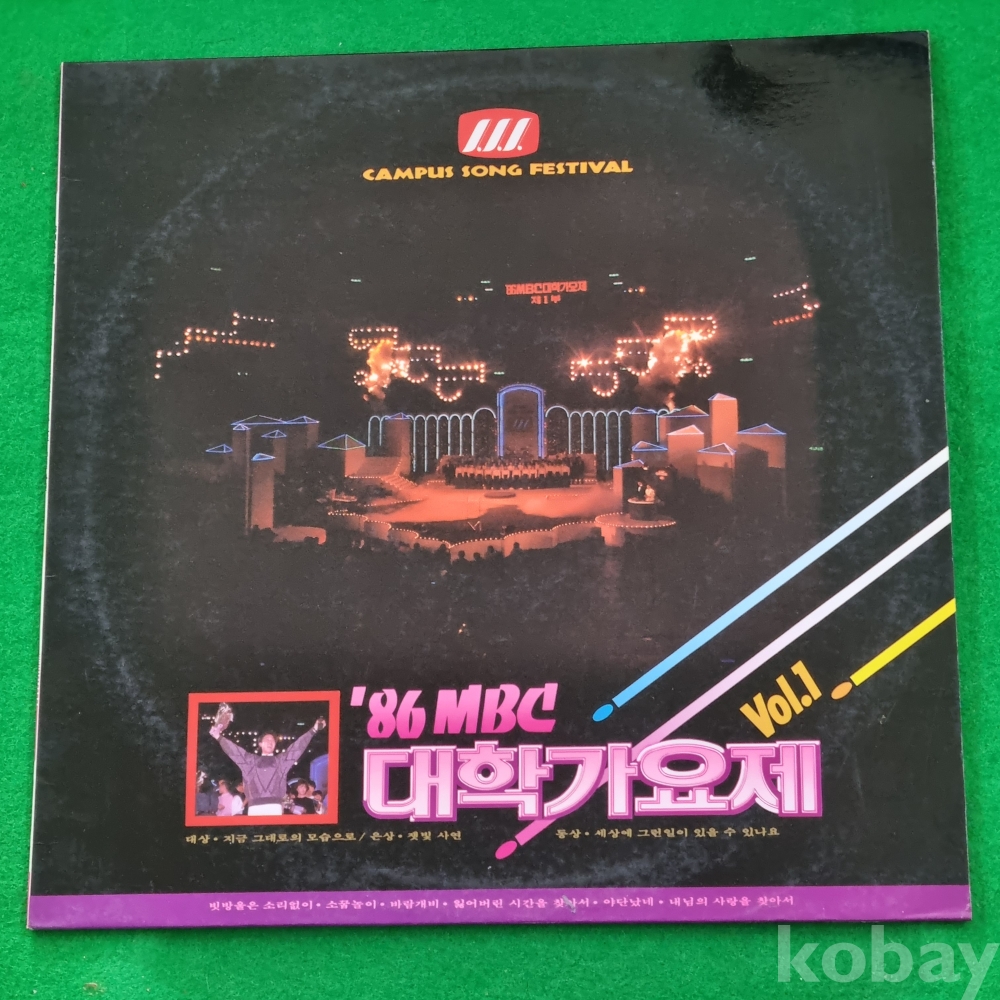 CAMPUS SONG FESTIVAL
'86 MBC대학가요제
제1부
'86 MBC
Vol.1
대학가요제
대상·지금 그대로의 모습으로/은상·잿빛 사연
동상·세상에 그런일이 있을 수 있나요
빗방울은 소리없이·소꿉놀이·바람개비·잃어버린 시간을 찾아서·야단났네·내님의 사랑을 찾아서
kobay